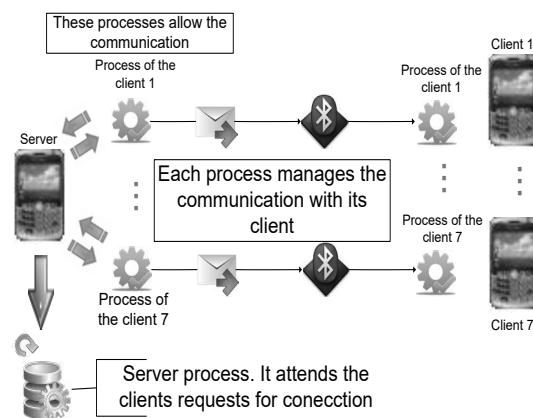 These processes allow the
communication
Process of the
client 1
Process of the
client 1
Client 1
Server
Each process manages the
communication with its
client
Process of
the client 7
Process of the
client 7
Client 7
Server process. It attends the
clients requests for conecction